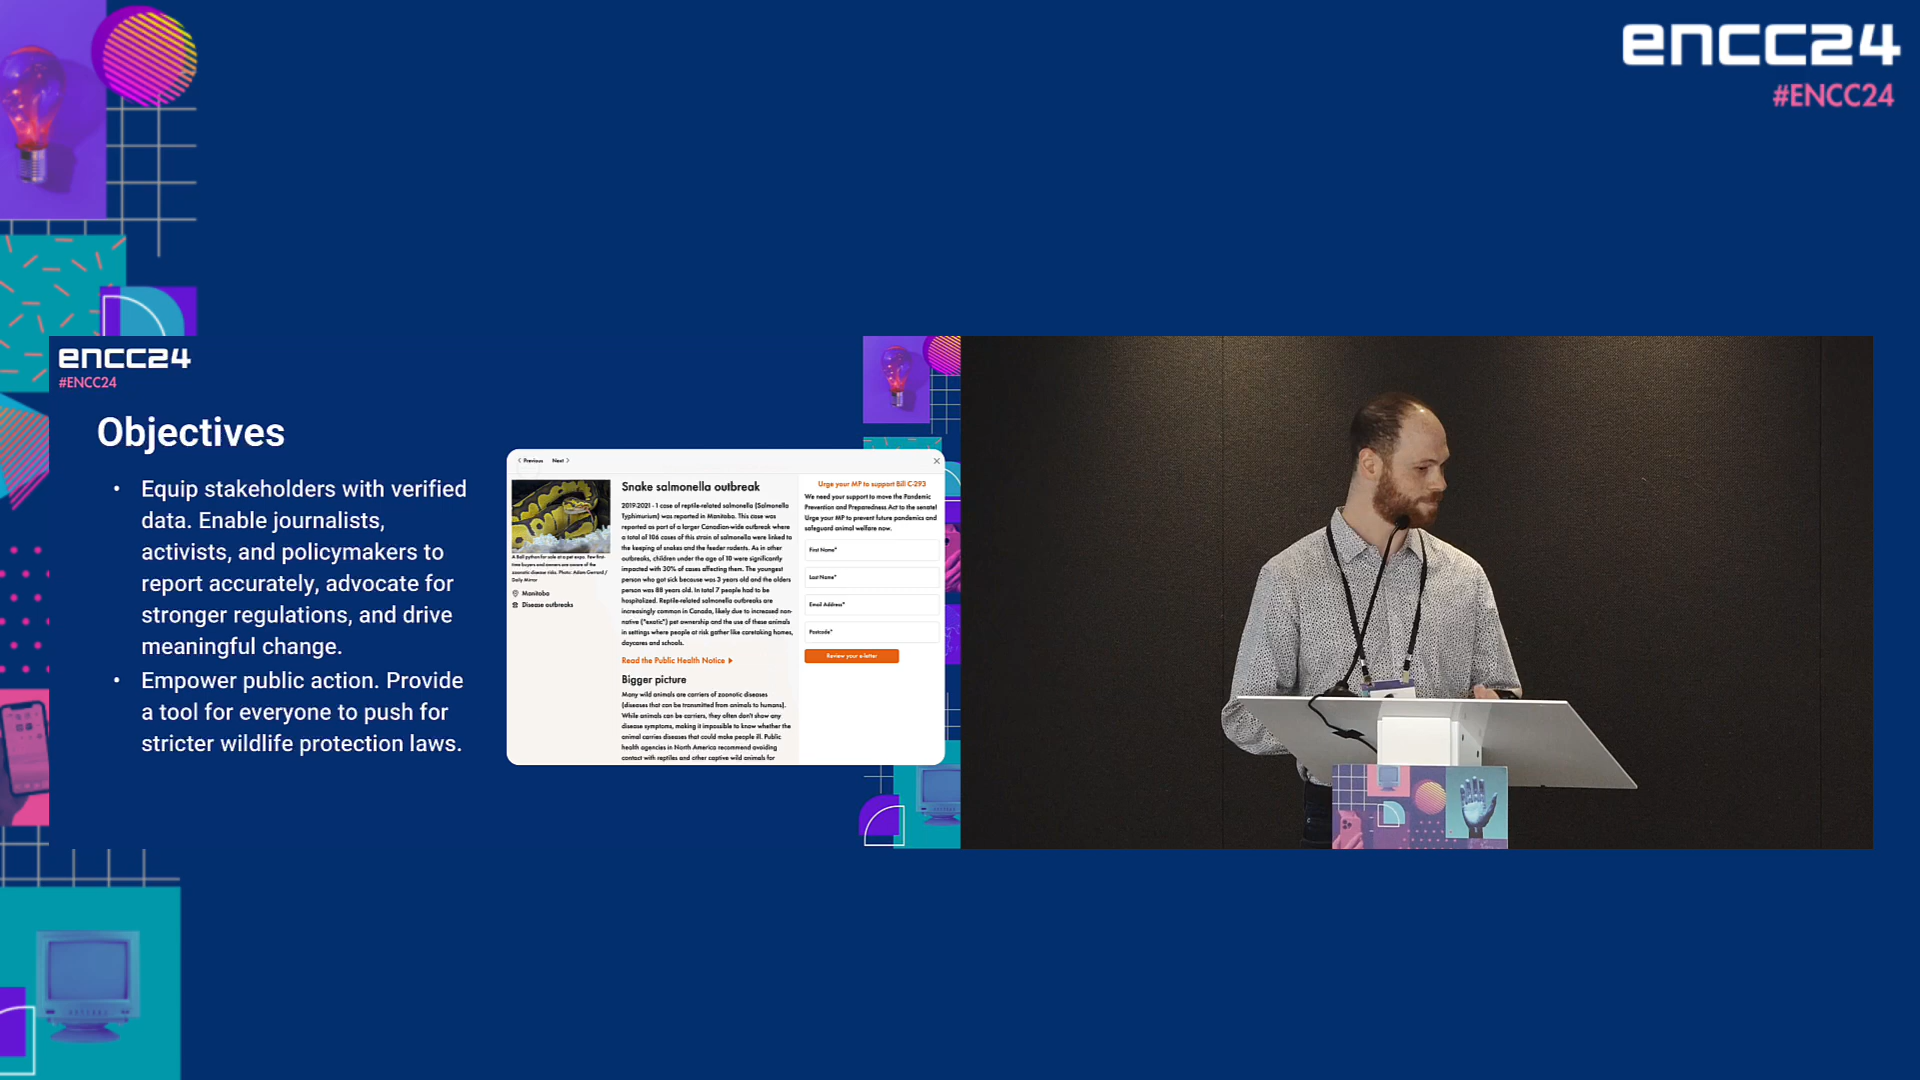 encc24
#ENCC24
encc24
#ENCC24
Objectives
• Equip stakeholders with verified
data. Enable journalists,
activists, and policymakers to
report accurately, advocate for
stronger regulations, and drive
meaningful change.
• Empower public action. Provide
a tool for everyone to push for
stricter wildlife protection laws.
Previous Next
A Ball python for sale at a pet expo. Few first-
time buyers and owners are aware of the
zoonotic disease risks. Photo: Adam Gerrard /
Daily Mirror
Manitoba
Disease outbreaks
Snake salmonella outbreak
2019-2021 - 1 case of reptile-related salmonella (Salmonella
Typhimurium) was reported in Manitoba. This case was
reported as part of a larger Canadian-wide outbreak where
a total of 106 cases of this strain of salmonella were linked to
the keeping of snakes and the feeder rodents. As in other
outbreaks, children under the age of 10 were significantly
impacted with 30% of cases affecting them. The youngest
person who got sick because was 3 years old and the olders
person was 88 years old. In total 7 people had to be
hospitalized. Reptile-related salmonella outbreaks are
increasingly common in Canada, likely due to increased non-
native ("exotic") pet ownership and the use of these animals
in settings where people at risk gather like caretaking homes,
daycares and schools.
Read the Public Health Notice
Bigger picture
Many wild animals are carriers of zoonotic diseases
(diseases that can be transmitted from animals to humans).
While animals can be carriers, they often don't show any
disease symptoms, making it impossible to know whether the
animal carries diseases that could make people ill. Public
health agencies in North America recommend avoiding
contact with reptiles and other captive wild animals for
Urge your MP to support Bill C-293
We need your support to move the Pandemic
Prevention and Preparedness Act to the senate!
Urge your MP to prevent future pandemics and
safeguard animal welfare now.
First Name*
Last Name*
Email Address*
Postcode*
Review your e-letter